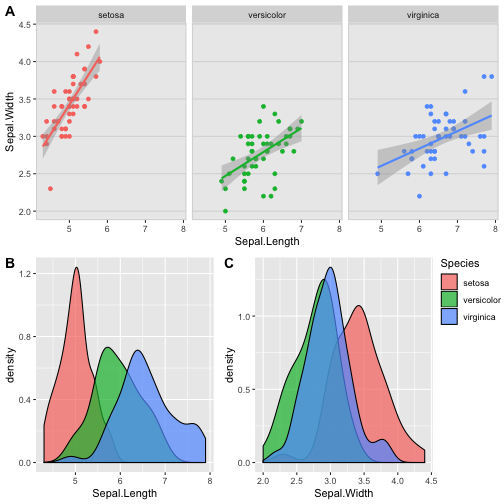 A
setosa
versicolor
virginica
4.5
4.0
3.5
3.0
2.5
2.0
Sepal.Width
5 6 7 8
5 6 7 8
5 6 7 8
Sepal.Length
B
1.2
0.8
0.4
0.0
density
5 6 7 8
Sepal.Length
C
1.0
0.5
0.0
density
2.0 2.5 3.0 3.5 4.0 4.5
Sepal.Width
Species
setosa
versicolor
virginica